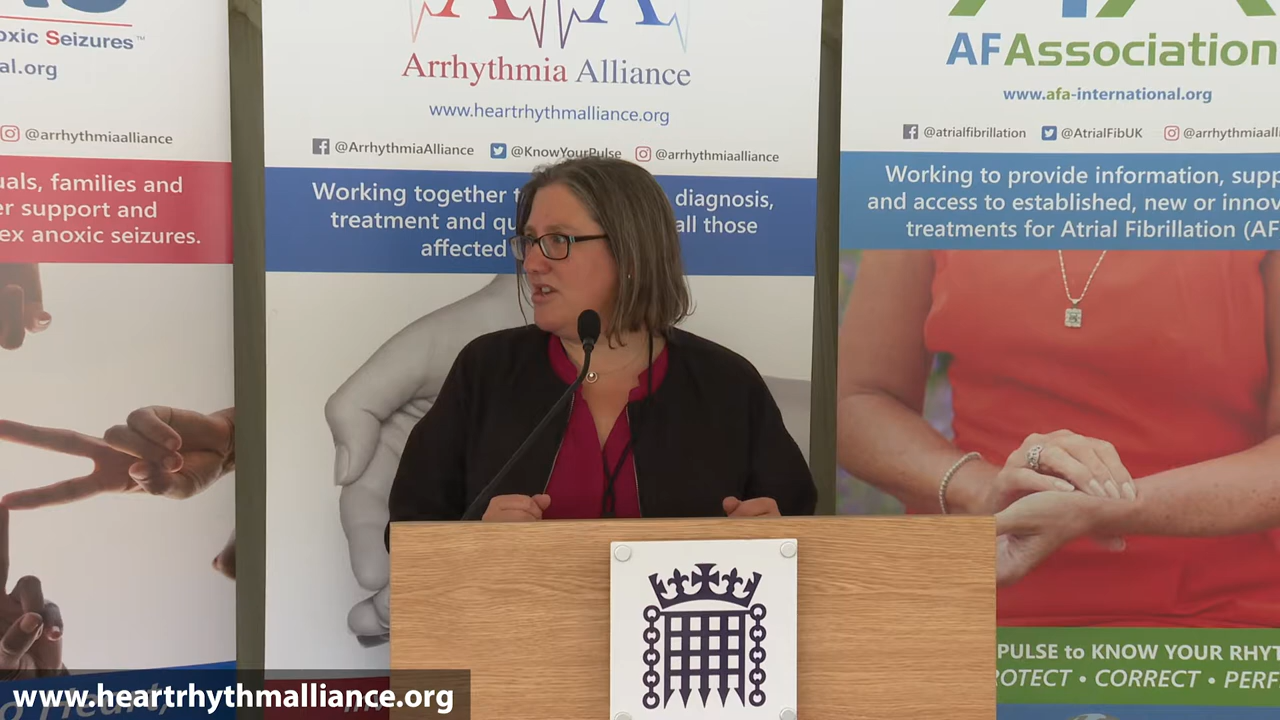 oxic Seizures™
al.org
@arrhythmiaalliance
uals, families and
er support and
ex anoxic seizures.
Arrhythmia Alliance
www.heartrhythmalliance.org
@ArrhythmiaAlliance @KnowYourPulse @arrhythmiaalliance
Working together t diagnosis,
treatment and qu all those
affected
AFAssociation
www.afa-international.org
@atrialfibrillation @AtrialFibUK @arrhythmiaall
Working to provide information, supp
and access to established, new or innov
treatments for Atrial Fibrillation (AF
PULSE to KNOW YOUR RHYT
OTECT • CORRECT • PERF
www.heartrhythmalliance.org